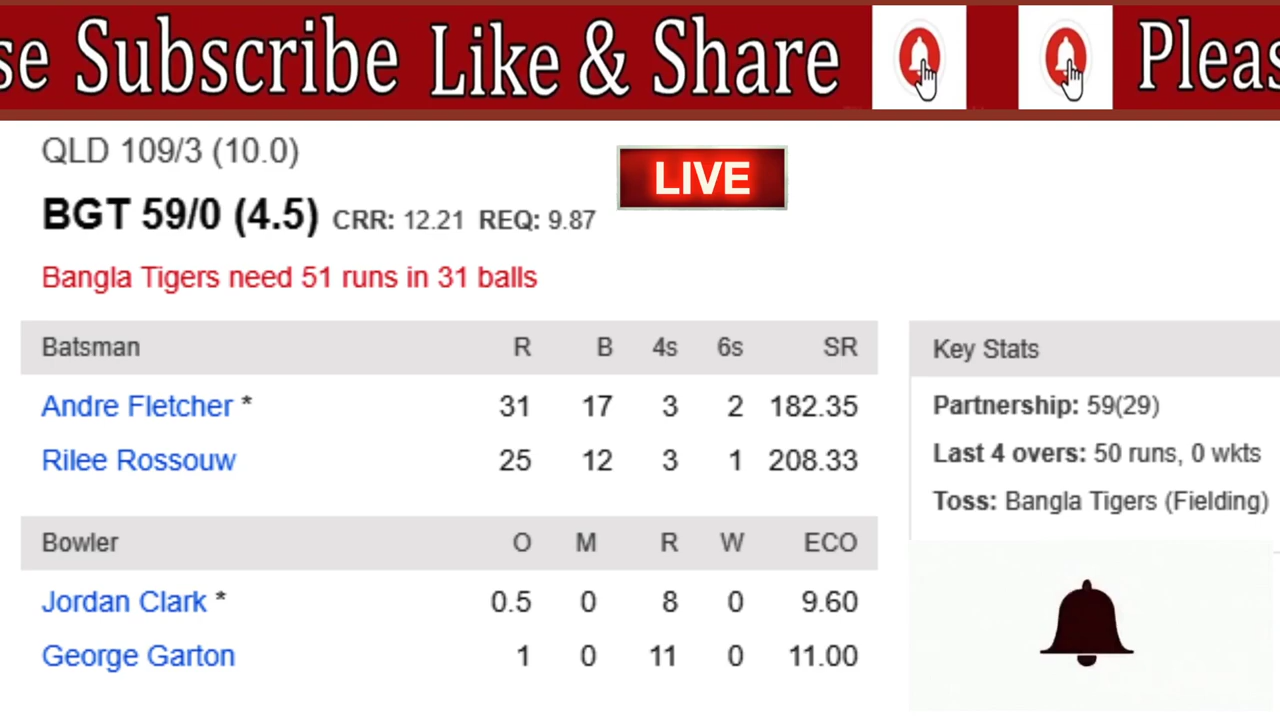 se Subscribe Like & Share Pleas
QLD 109/3 (10.0)
LIVE
BGT 59/0 (4.5) CRR: 12.21 REQ: 9.87
Bangla Tigers need 51 runs in 31 balls
Batsman R B 4s 6s SR
Andre Fletcher * 31 17 3 2 182.35
Rilee Rossouw 25 12 3 1 208.33
Key Stats
Partnership: 59(29)
Last 4 overs: 50 runs, 0 wkts
Toss: Bangla Tigers (Fielding)
Bowler O M R W ECO
Jordan Clark * 0.5 0 8 0 9.60
George Garton 1 0 11 0 11.00